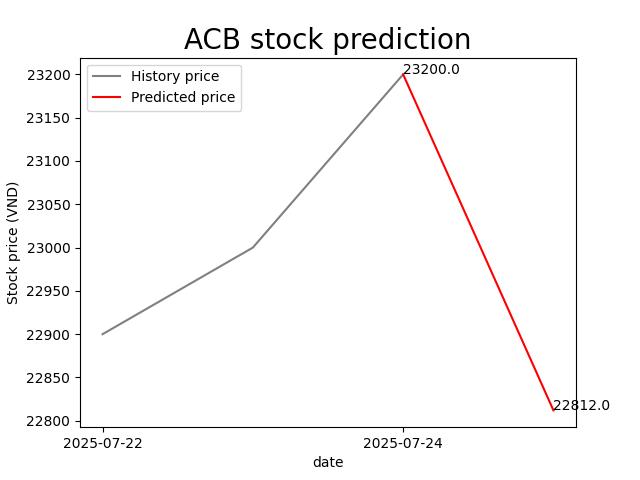 ACB stock prediction
History price
Predicted price
23200.0
22812.0
23200
23150
23100
23050
23000
22950
22900
22850
22800
Stock price (VND)
2025-07-22
2025-07-24
date